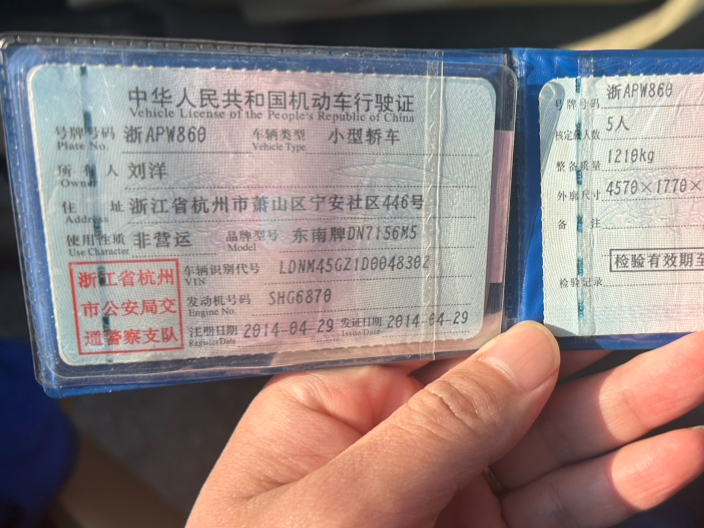 中华人民共和国机动车行驶证
Vehicle License of the People's Republic of China
号牌号码 浙APW860 车辆类型 小型轿车
Plate No. Vehicle Type
所有人 刘洋
Owner
住址 浙江省杭州市萧山区宁安社区446号
Address
使用性质 非营运 品牌型号 东南牌DN7156M5
Use Character Model
车辆识别代号 LDNM45GZ1D0048302
VIN
发动机号码 SHG6870
Engine No.
注册日期 2014-04-29 发证日期 2014-04-29
Register Date Issue Date
浙江省杭州
市公安局交
通警察支队
号牌号码 浙APW860
核定载人数 5人
整备质量 1210kg
外廓尺寸 4570×1770×
备注
检验有效期至
检验记录